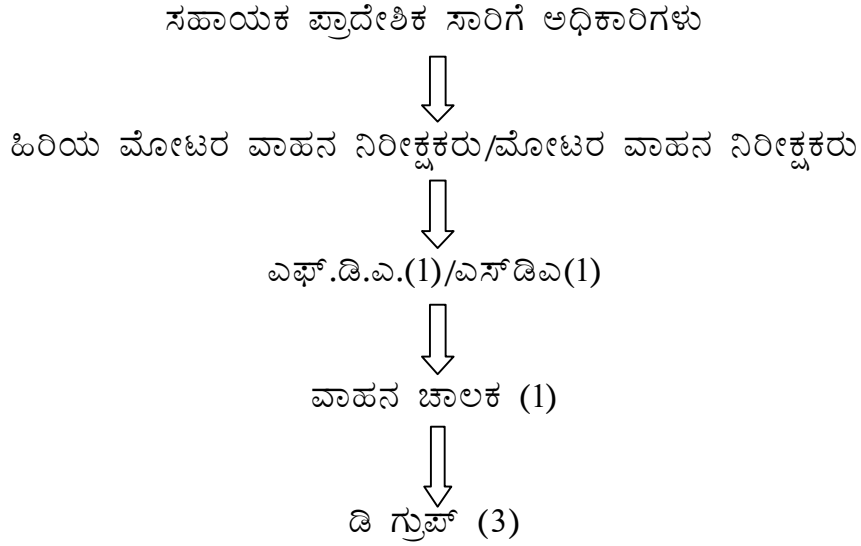 ಸಹಾಯಕ ಪ್ರಾದೇಶಿಕ ಸಾರಿಗೆ ಅಧಿಕಾರಿಗಳು
ಹಿರಿಯ ಮೋಟರ ವಾಹನ ನಿರೀಕ್ಷಕರು/ಮೋಟರ ವಾಹನ ನಿರೀಕ್ಷಕರು
ಎಫ್.ಡಿ.ಎ.(1)/ಎಸ್‌ಡಿಎ(1)
ವಾಹನ ಚಾಲಕ (1)
ಡಿ ಗ್ರುಪ್ (3)